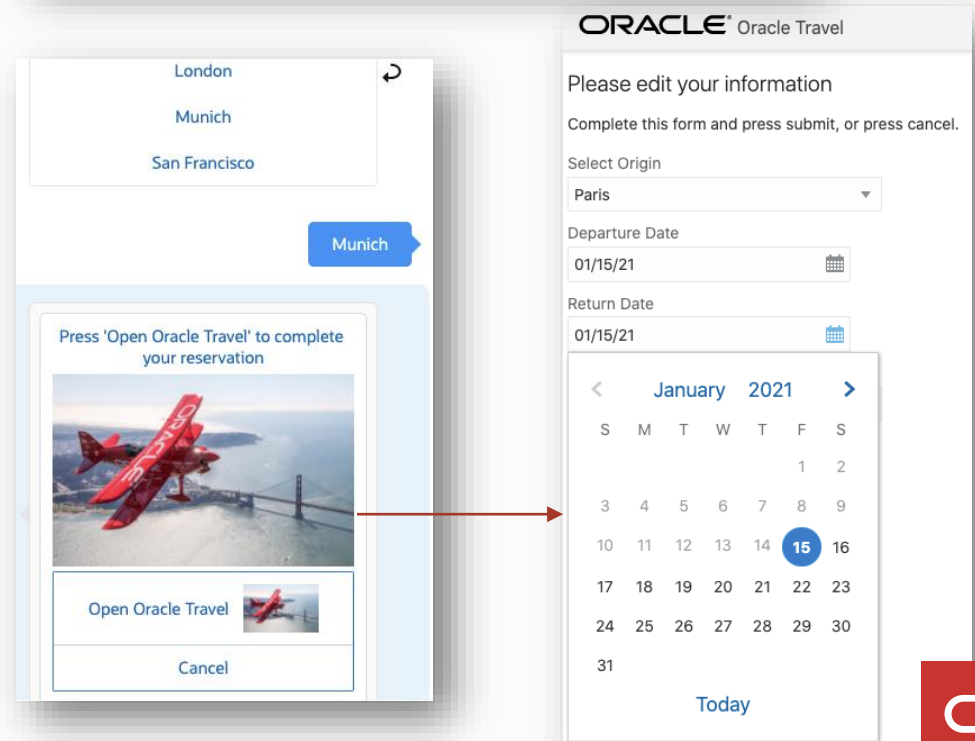 London
Munich
San Francisco
Munich
Press 'Open Oracle Travel' to complete
your reservation
ORACLE
Open Oracle Travel
Cancel
ORACLE® Oracle Travel
Please edit your information
Complete this form and press submit, or press cancel.
Select Origin
Paris
Departure Date
01/15/21
Return Date
01/15/21
January 2021
S M T W T F S
1 2
3 4 5 6 7 8 9
10 11 12 13 14 15 16
17 18 19 20 21 22 23
24 25 26 27 28 29 30
31
Today